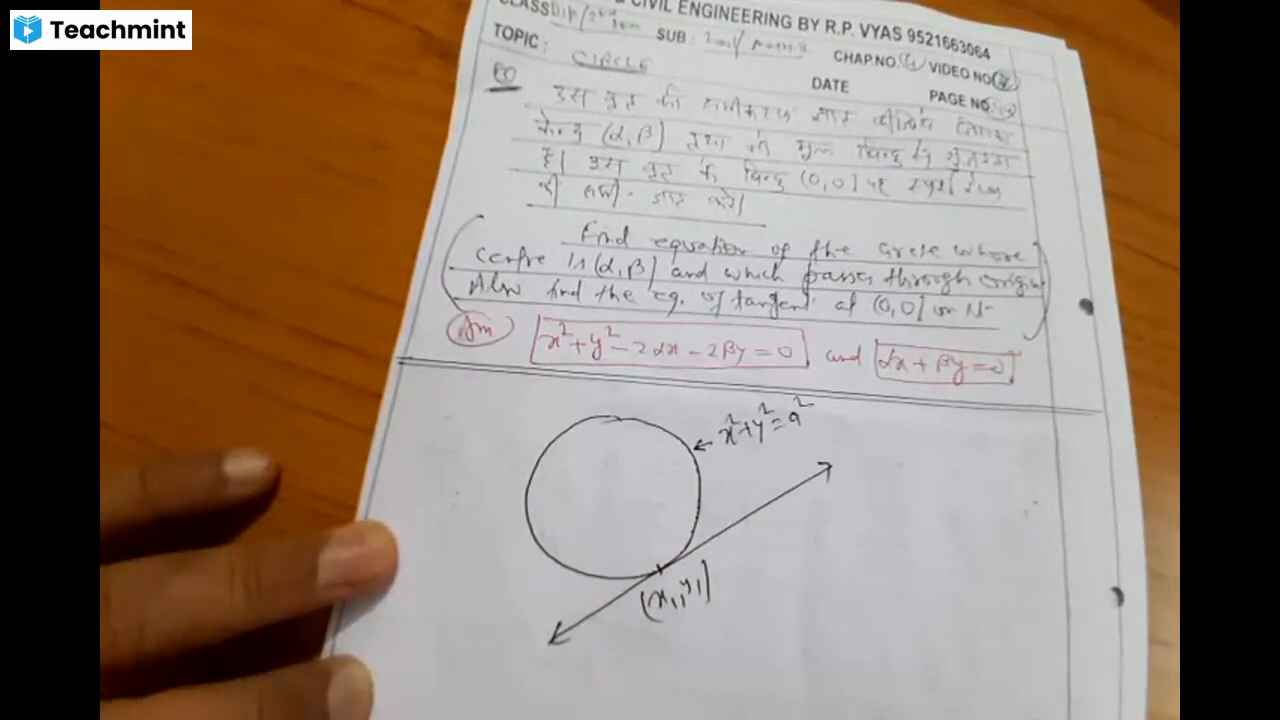 Teachmint
CIVIL ENGINEERING BY R.P. VYAS 9521663064
CLASS SUB : CHAP.NO. VIDEO NO
TOPIC : CIRCLE DATE PAGE NO
उस वृत्त की समीकरण ज्ञात कीजिये जिसका
केन्द्र (α,β) तथा जो मूल बिन्दु से गुजरता
है। इस वृत्त के बिन्दु (0,0) पर स्पर्श रेखा
की समी. ज्ञात करो।
Find equation of the circle where
centre is (α,β) and which passes through origin
Also find the eq. of tangent at (0,0) on it
Ans x²+y²-2αx-2βy=0 and αx+βy=0
x²+y²=a²
(x₁,y₁)